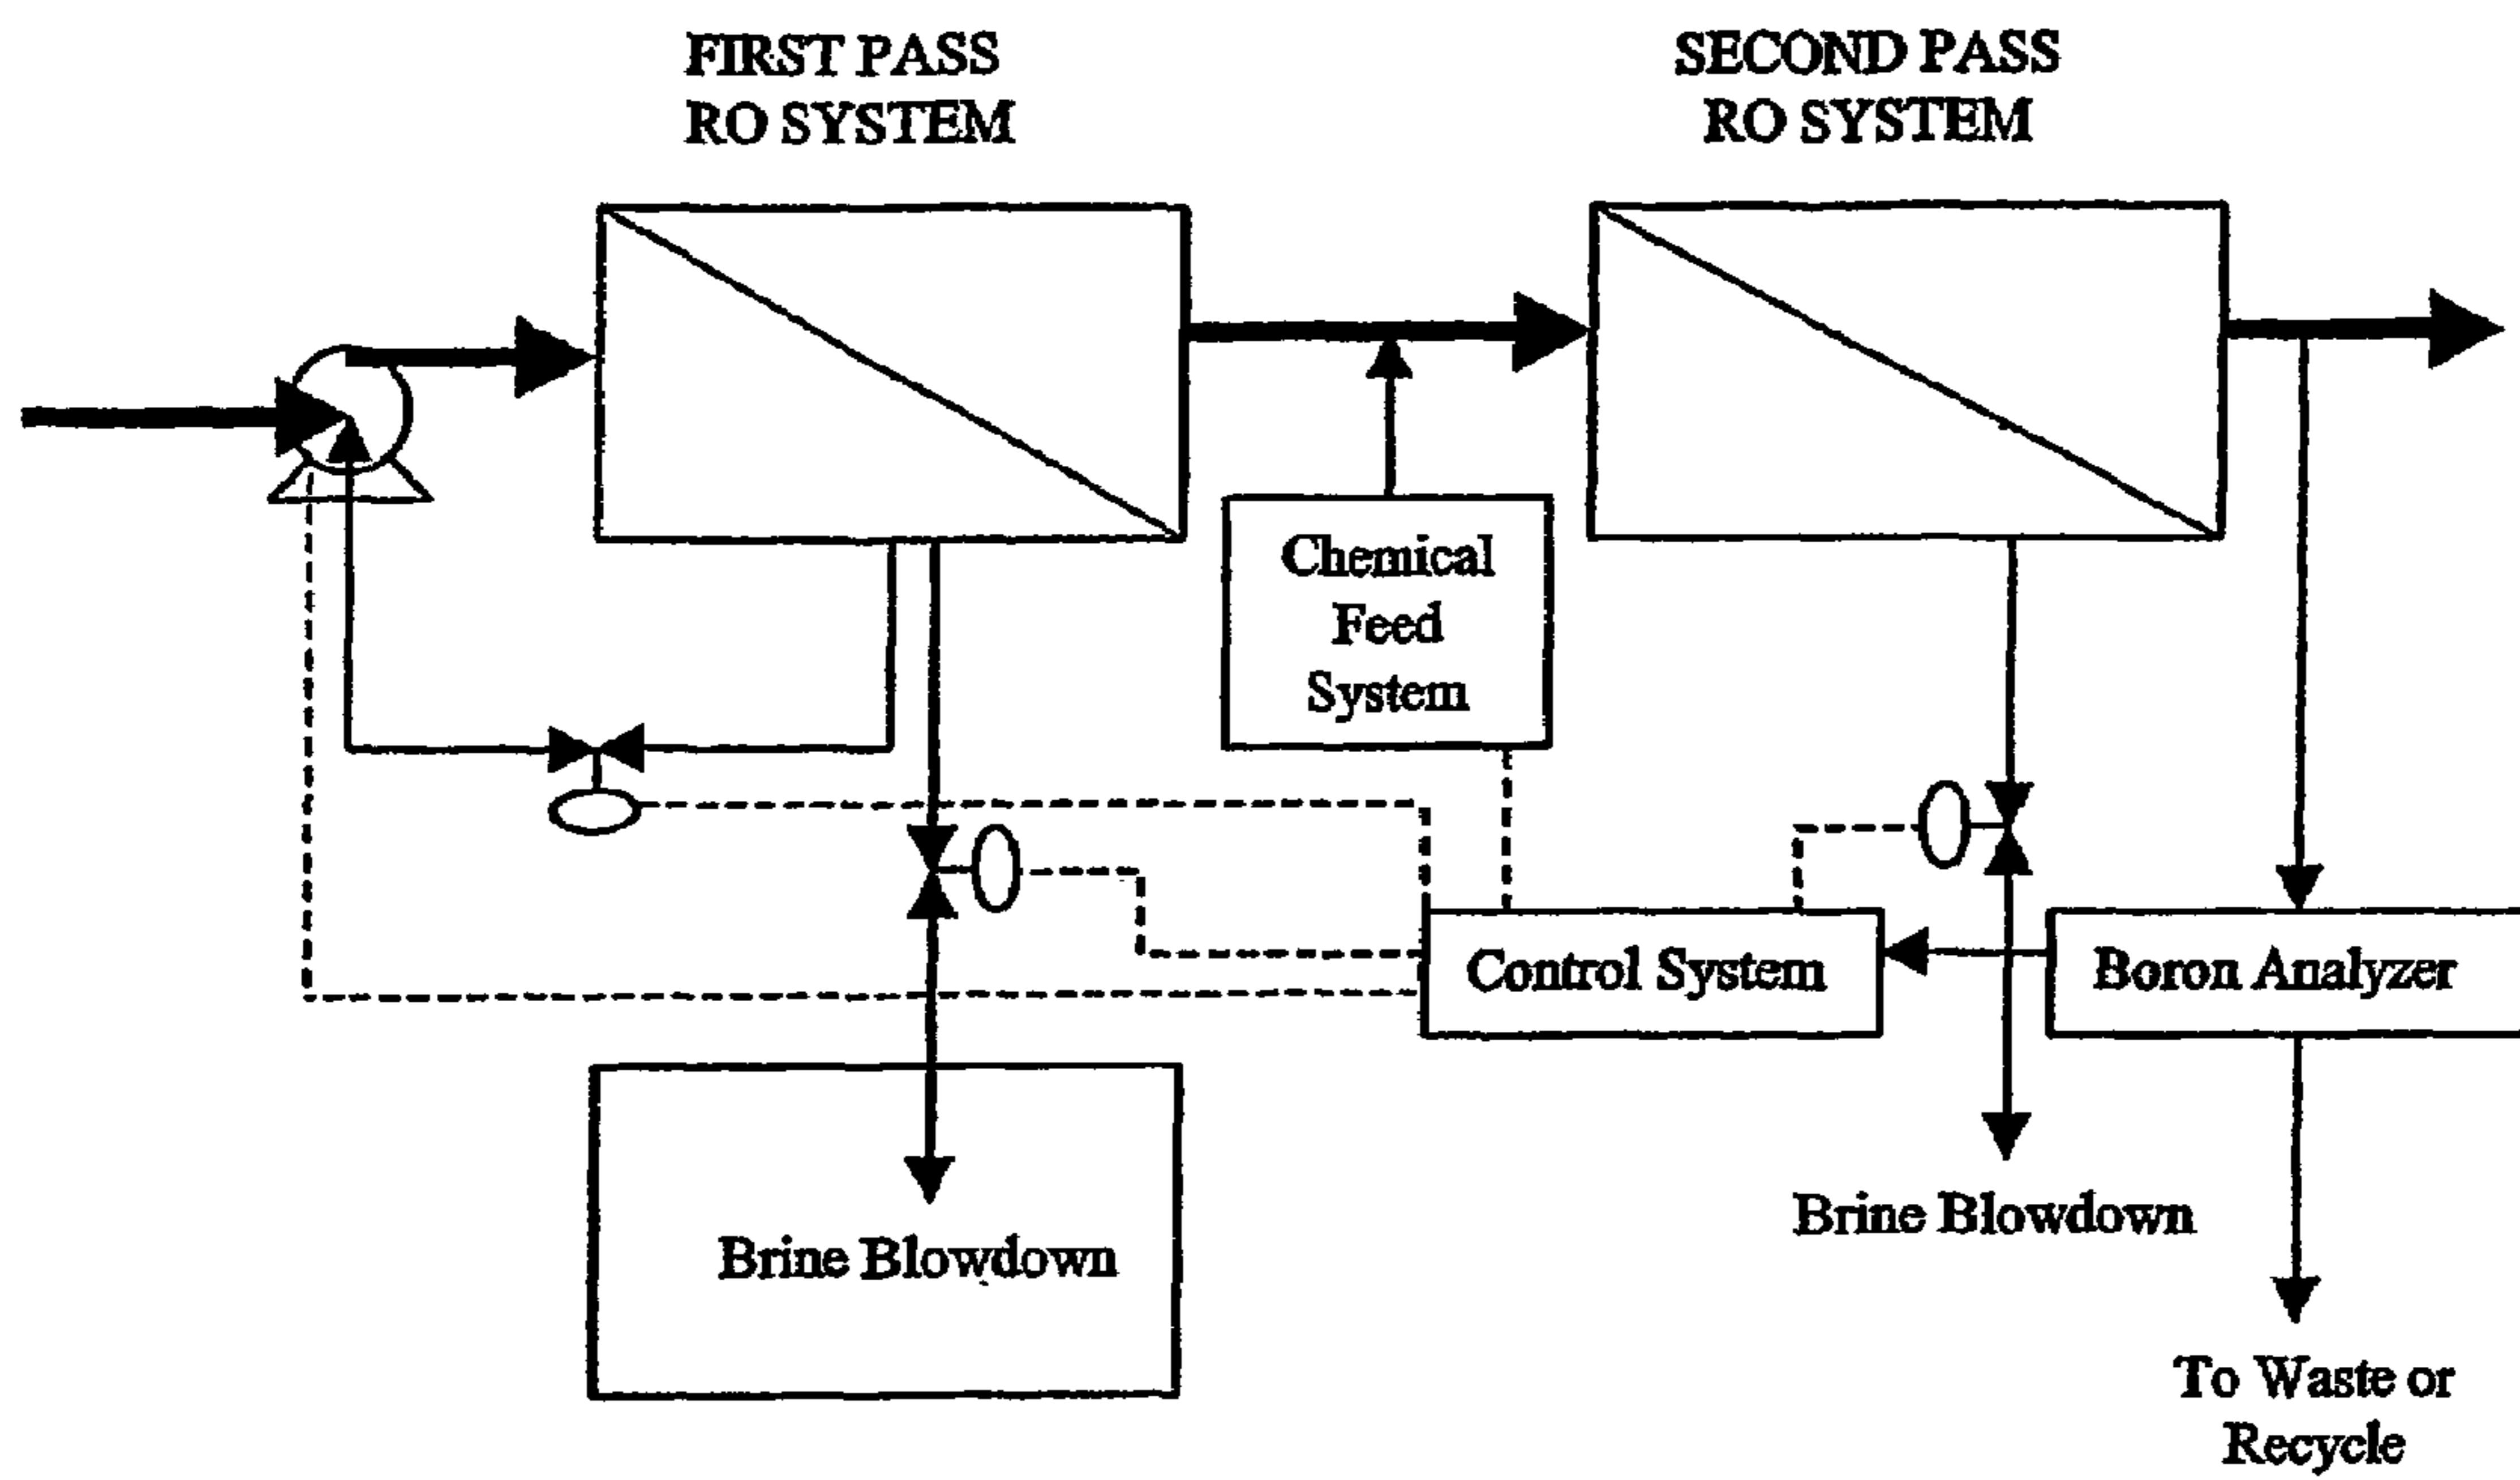 FIRST PASS
RO SYSTEM
SECOND PASS
RO SYSTEM
Chemical
Feed
System
Control System
Boron Analyzer
Brine Blowdown
Brine Blowdown
To Waste or
Recycle